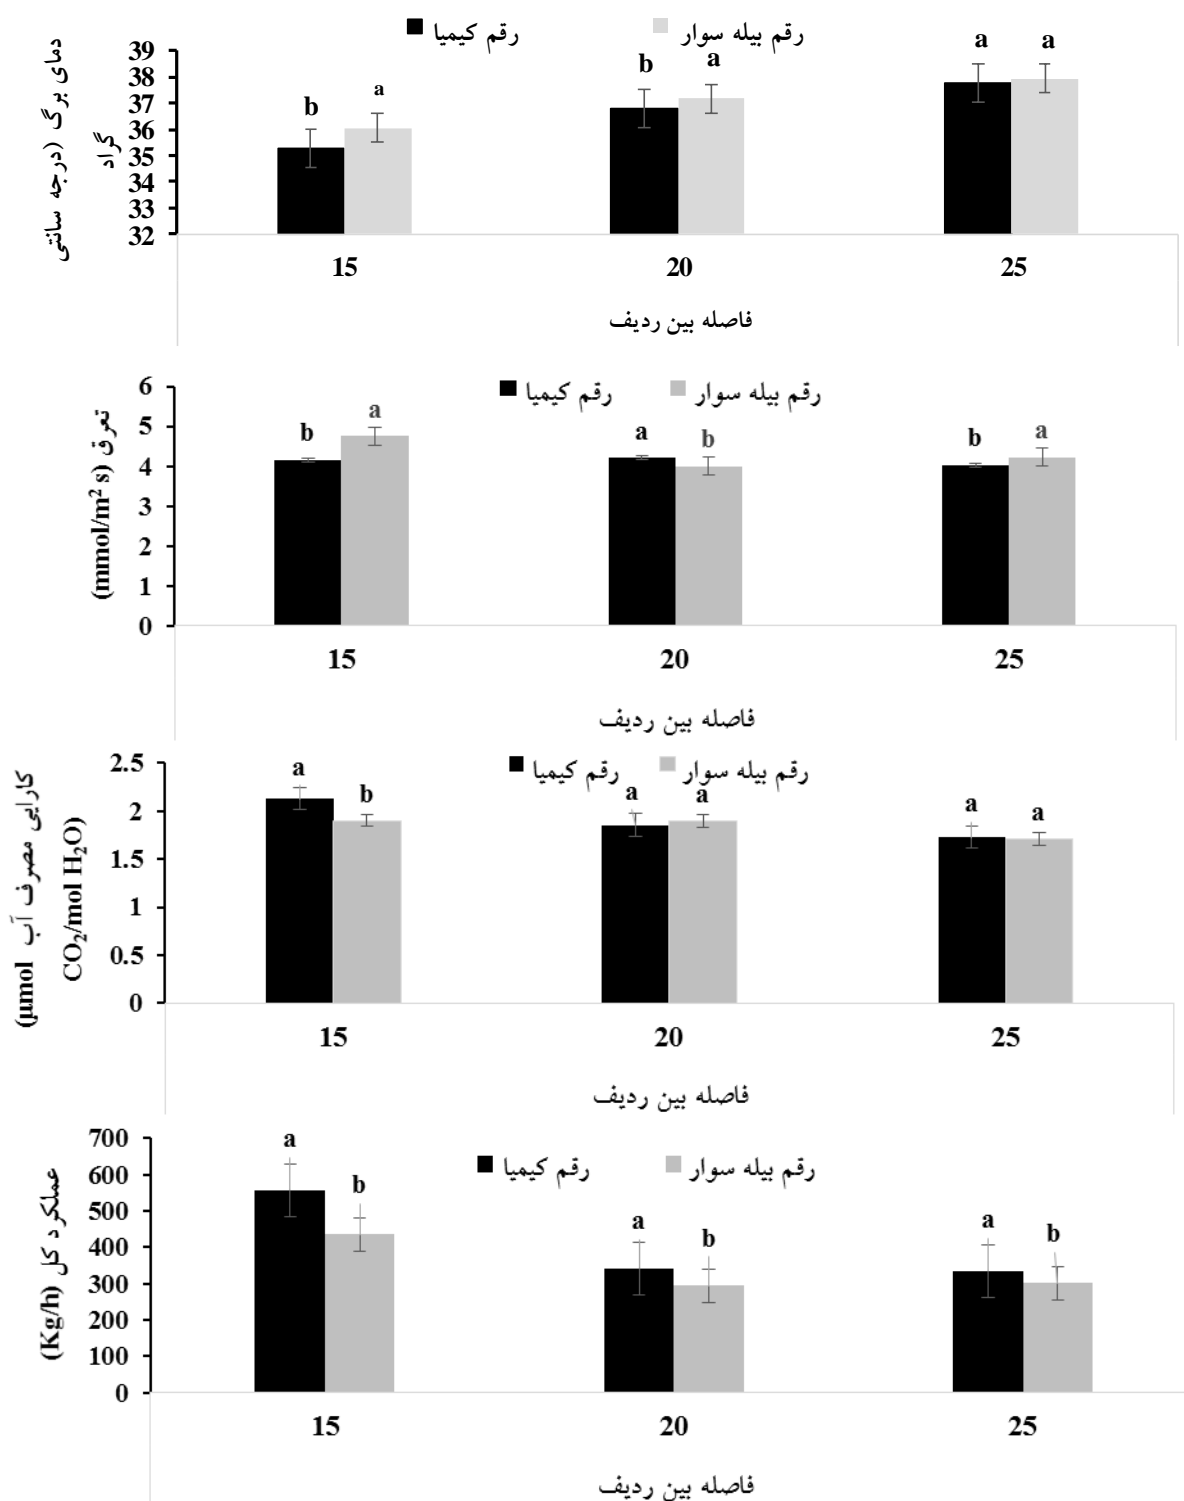 رقم کیمیا رقم بیله سوار
دمای برگ (درجه سانتی
گراد
39
38
37
36
35
34
33
32
b a b a a a
15 20 25
فاصله بین ردیف
رقم کیمیا رقم بیله سوار
تعرق (mmol/m² s)
6
5
4
3
2
1
0
b a a b b a
15 20 25
فاصله بین ردیف
رقم کیمیا رقم بیله سوار
کارایی مصرف آب (µmol
CO₂/mol H₂O)
2.5
2
1.5
1
0.5
0
a b a a a a
15 20 25
فاصله بین ردیف
رقم کیمیا رقم بیله سوار
عملکرد کل (Kg/h)
700
600
500
400
300
200
100
0
a b a b a b
15 20 25
فاصله بین ردیف